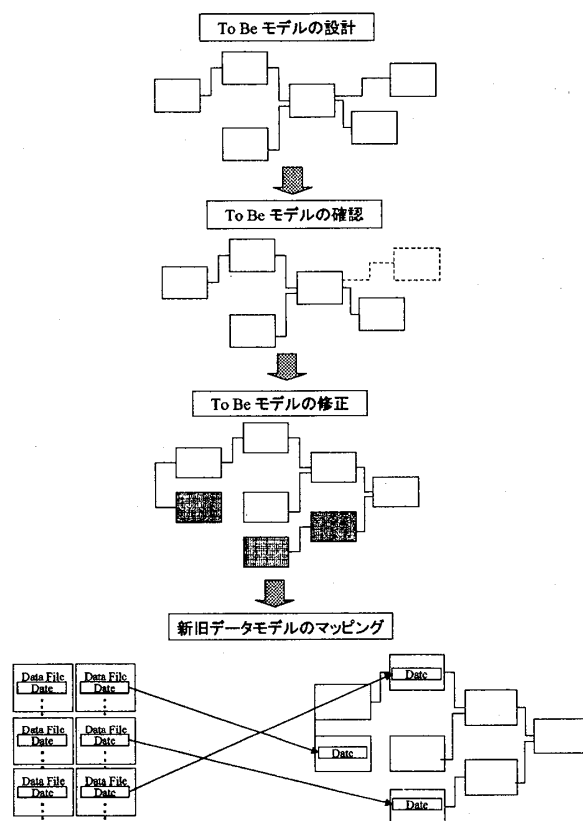 To Be モデルの設計
To Be モデルの確認
To Be モデルの修正
新旧データモデルのマッピング
Data File
Date
Data File
Date
Data File
Date
Data File
Date
Data File
Date
Data File
Date
Date
Date
Date